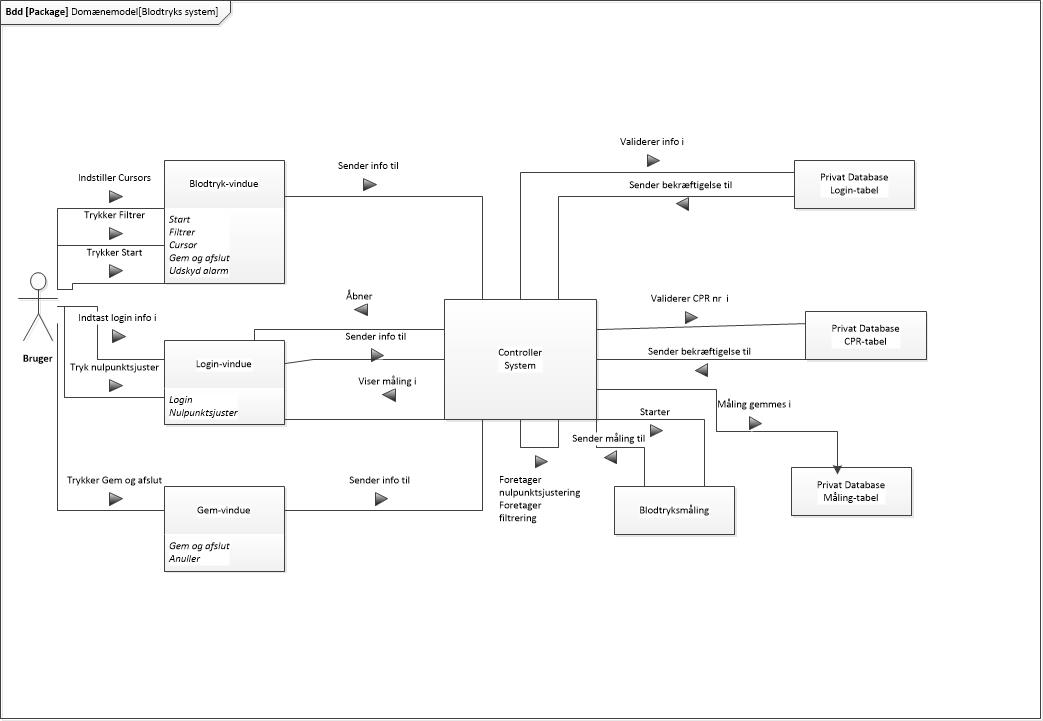 Bdd [Package] Domænemodel[Blodtryks system]
Indstiller Cursors
Trykker Filtrer
Trykker Start
Blodtryk-vindue
Start
Filtrer
Cursor
Gem og afslut
Udskyd alarm
Sender info til
Validerer info i
Sender bekræftigelse til
Privat Database
Login-tabel
Bruger
Indtast login info i
Tryk nulpunktsjuster
Login-vindue
Login
Nulpunktsjuster
Åbner
Sender info til
Viser måling i
Controller
System
Validerer CPR nr i
Sender bekræftigelse til
Privat Database
CPR-tabel
Måling gemmes i
Starter
Sender måling til
Foretager
nulpunktsjustering
Foretager
filtrering
Blodtryksmåling
Privat Database
Måling-tabel
Trykker Gem og afslut
Gem-vindue
Gem og afslut
Anuller
Sender info til